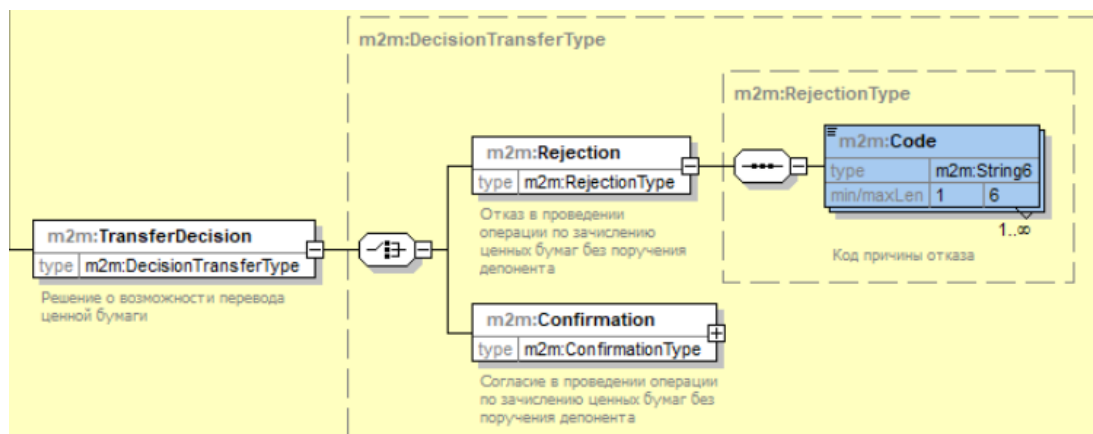 m2m:DecisionTransferType
m2m:RejectionType
m2m:Code
type m2m:String6
min/maxLen 1 6
1..∞
Код причины отказа
m2m:Rejection
type m2m:RejectionType
Отказ в проведении
операции по зачислению
ценных бумаг без поручения
депонента
m2m:TransferDecision
type m2m:DecisionTransferType
Решение о возможности перевода
ценной бумаги
m2m:Confirmation
type m2m:ConfirmationType
Согласие в проведении операции
по зачислению ценных бумаг без
поручения депонента